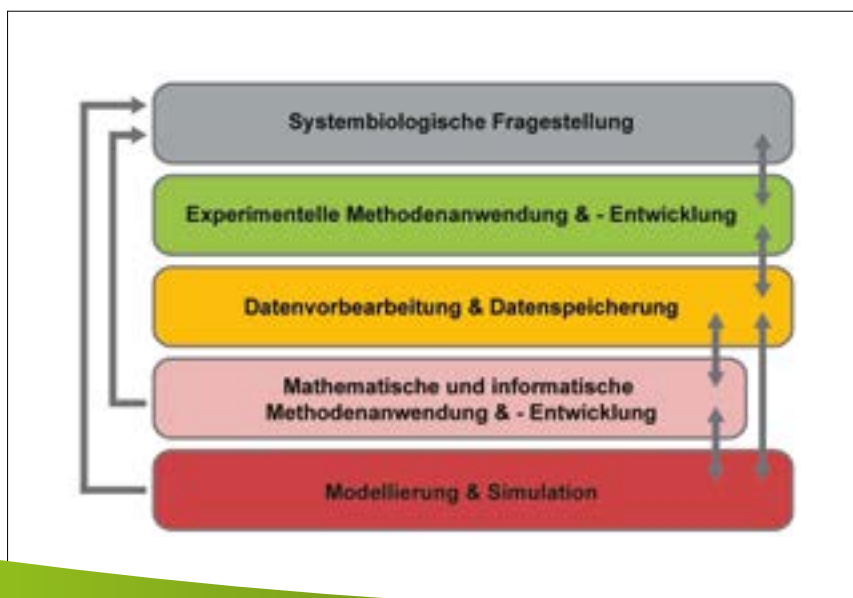 Systembiologische Fragestellung
Experimentelle Methodenanwendung & - Entwicklung
Datenvorbearbeitung & Datenspeicherung
Mathematische und informatische
Methodenanwendung & - Entwicklung
Modellierung & Simulation